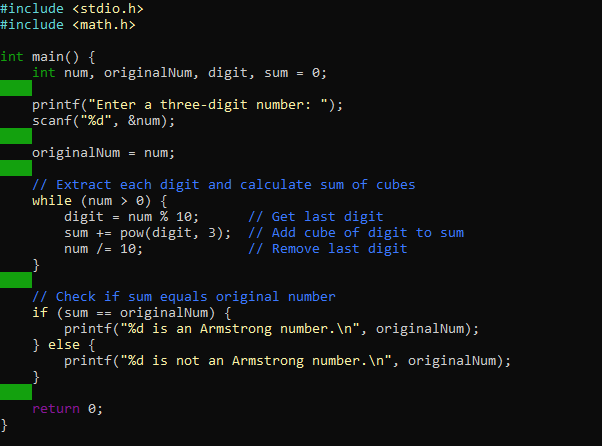 #include <stdio.h>
#include <math.h>
int main() {
    int num, originalNum, digit, sum = 0;
    printf("Enter a three-digit number: ");
    scanf("%d", &num);
    originalNum = num;
    // Extract each digit and calculate sum of cubes
    while (num > 0) {
        digit = num % 10;      // Get last digit
        sum += pow(digit, 3);  // Add cube of digit to sum
        num /= 10;             // Remove last digit
    }
    // Check if sum equals original number
    if (sum == originalNum) {
        printf("%d is an Armstrong number.\n", originalNum);
    } else {
        printf("%d is not an Armstrong number.\n", originalNum);
    }
    return 0;
}